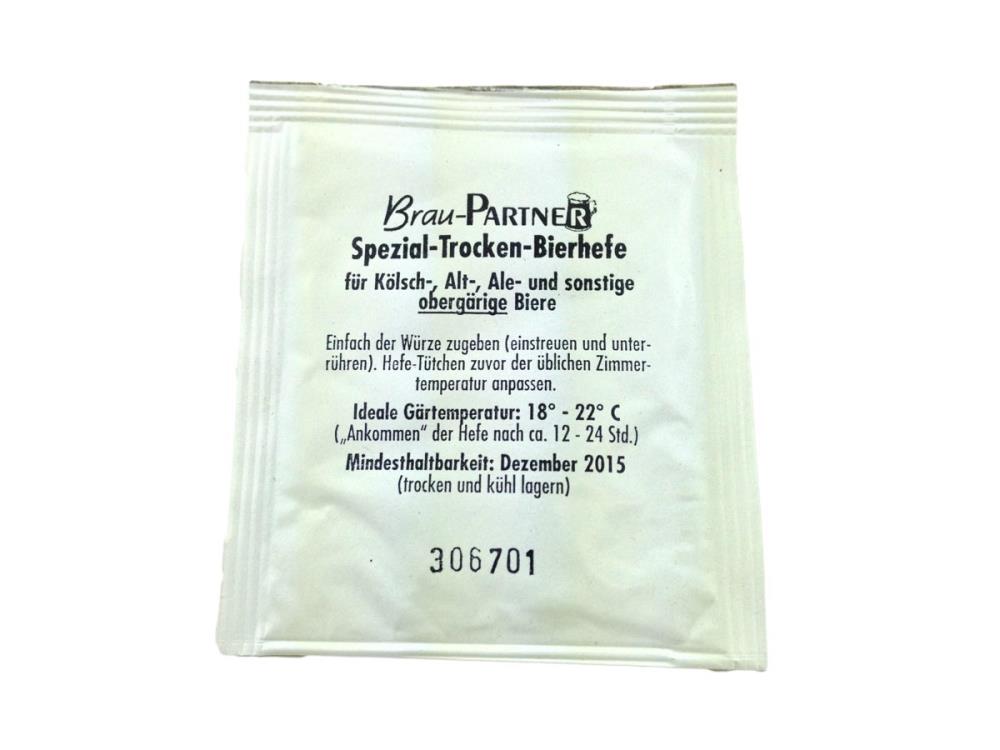 Brau-PARTNER
Spezial-Trocken-Bierhefe
für Kölsch-, Alt-, Ale- und sonstige
obergärige Biere
Einfach der Würze zugeben (einstreuen und unter-
rühren). Hefe-Tütchen zuvor der üblichen Zimmer-
temperatur anpassen.
Ideale Gärtemperatur: 18° - 22° C
(„Ankommen“ der Hefe nach ca. 12 - 24 Std.)
Mindesthaltbarkeit: Dezember 2015
(trocken und kühl lagern)
306701